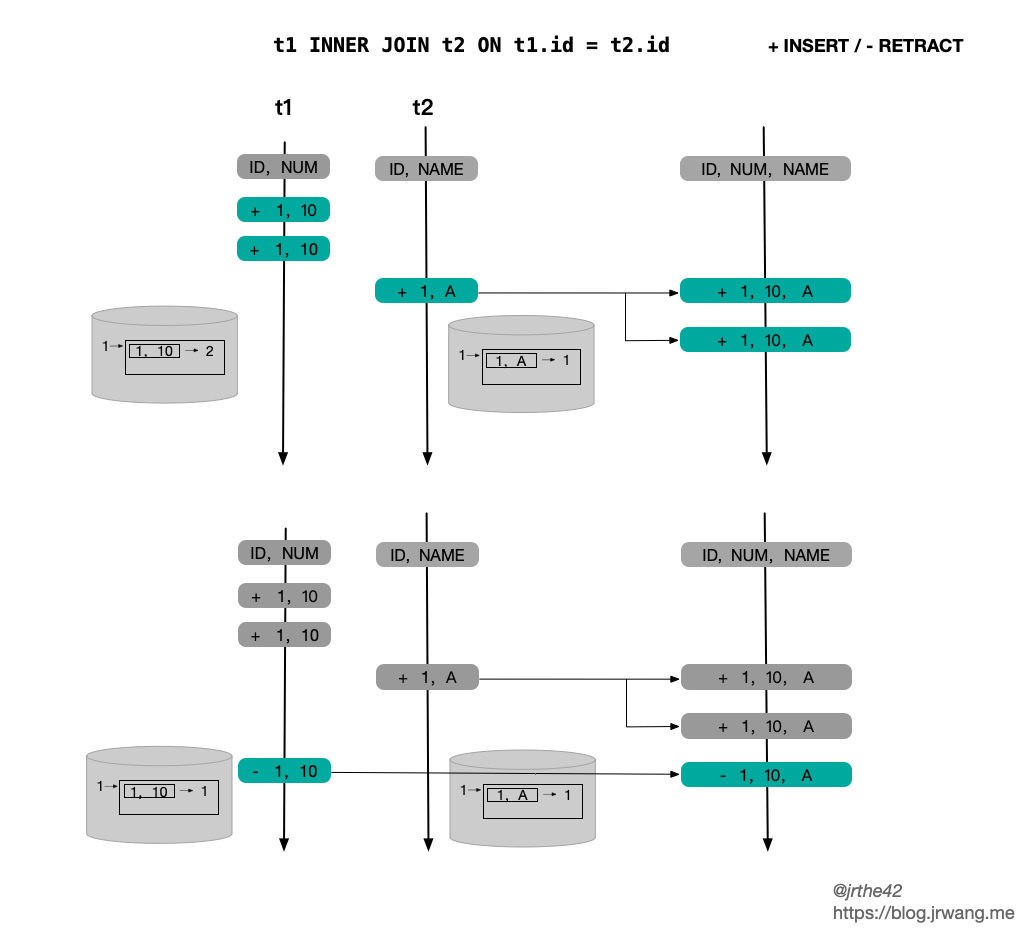 t1 INNER JOIN t2 ON t1.id = t2.id + INSERT / - RETRACT
t1 t2
ID, NUM ID, NAME ID, NUM, NAME
+ 1, 10
+ 1, 10
+ 1, A + 1, 10, A
+ 1, 10, A
1 → 1, 10 → 2
1 → 1, A → 1
ID, NUM ID, NAME ID, NUM, NAME
+ 1, 10
+ 1, 10
+ 1, A + 1, 10, A
+ 1, 10, A
- 1, 10 - 1, 10, A
1 → 1, 10 → 1
1 → 1, A → 1
@jrthe42
https://blog.jrwang.me